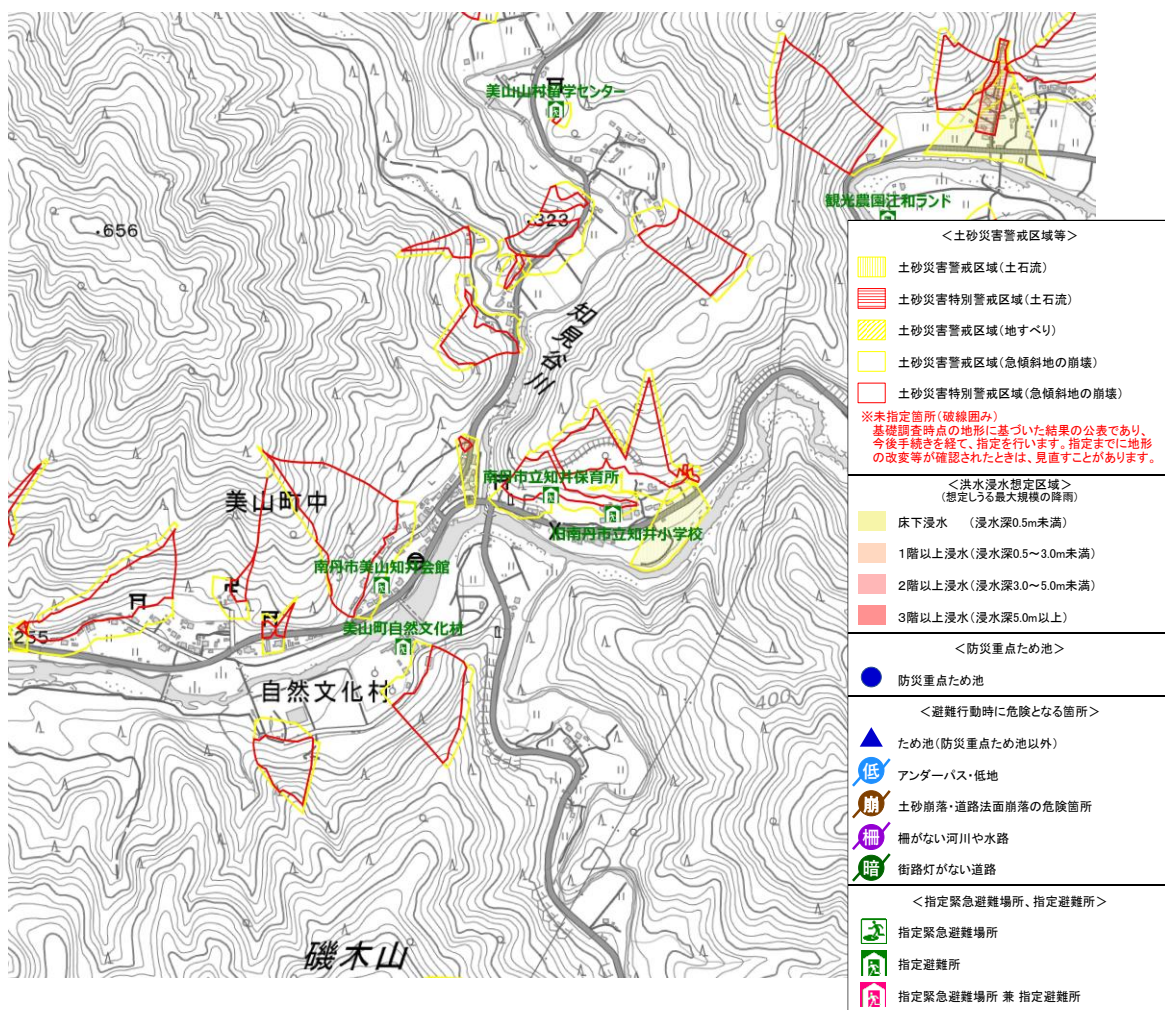 美山山村留学センター
観光農園江和ランド
・656
・323
知見谷川
南丹市立知井保育所
旧南丹市立知井小学校
美山町中
南丹市美山知井会館
美山町自然文化村
255
自然文化村
400
磯木山
＜土砂災害警戒区域等＞
土砂災害警戒区域(土石流)
土砂災害特別警戒区域(土石流)
土砂災害警戒区域(地すべり)
土砂災害警戒区域(急傾斜地の崩壊)
土砂災害特別警戒区域(急傾斜地の崩壊)
※未指定箇所(破線囲み)
基礎調査時点の地形に基づいた結果の公表であり、
今後手続きを経て、指定を行います。指定までに地形
の改変等が確認されたときは、見直すことがあります。
＜洪水浸水想定区域＞
(想定しうる最大規模の降雨)
床下浸水　(浸水深0.5m未満)
1階以上浸水(浸水深0.5～3.0m未満)
2階以上浸水(浸水深3.0～5.0m未満)
3階以上浸水(浸水深5.0m以上)
＜防災重点ため池＞
防災重点ため池
＜避難行動時に危険となる箇所＞
ため池(防災重点ため池以外)
低 アンダーパス・低地
崩 土砂崩落・道路法面崩落の危険箇所
柵 柵がない河川や水路
暗 街路灯がない道路
＜指定緊急避難場所、指定避難所＞
指定緊急避難場所
指定避難所
指定緊急避難場所 兼 指定避難所